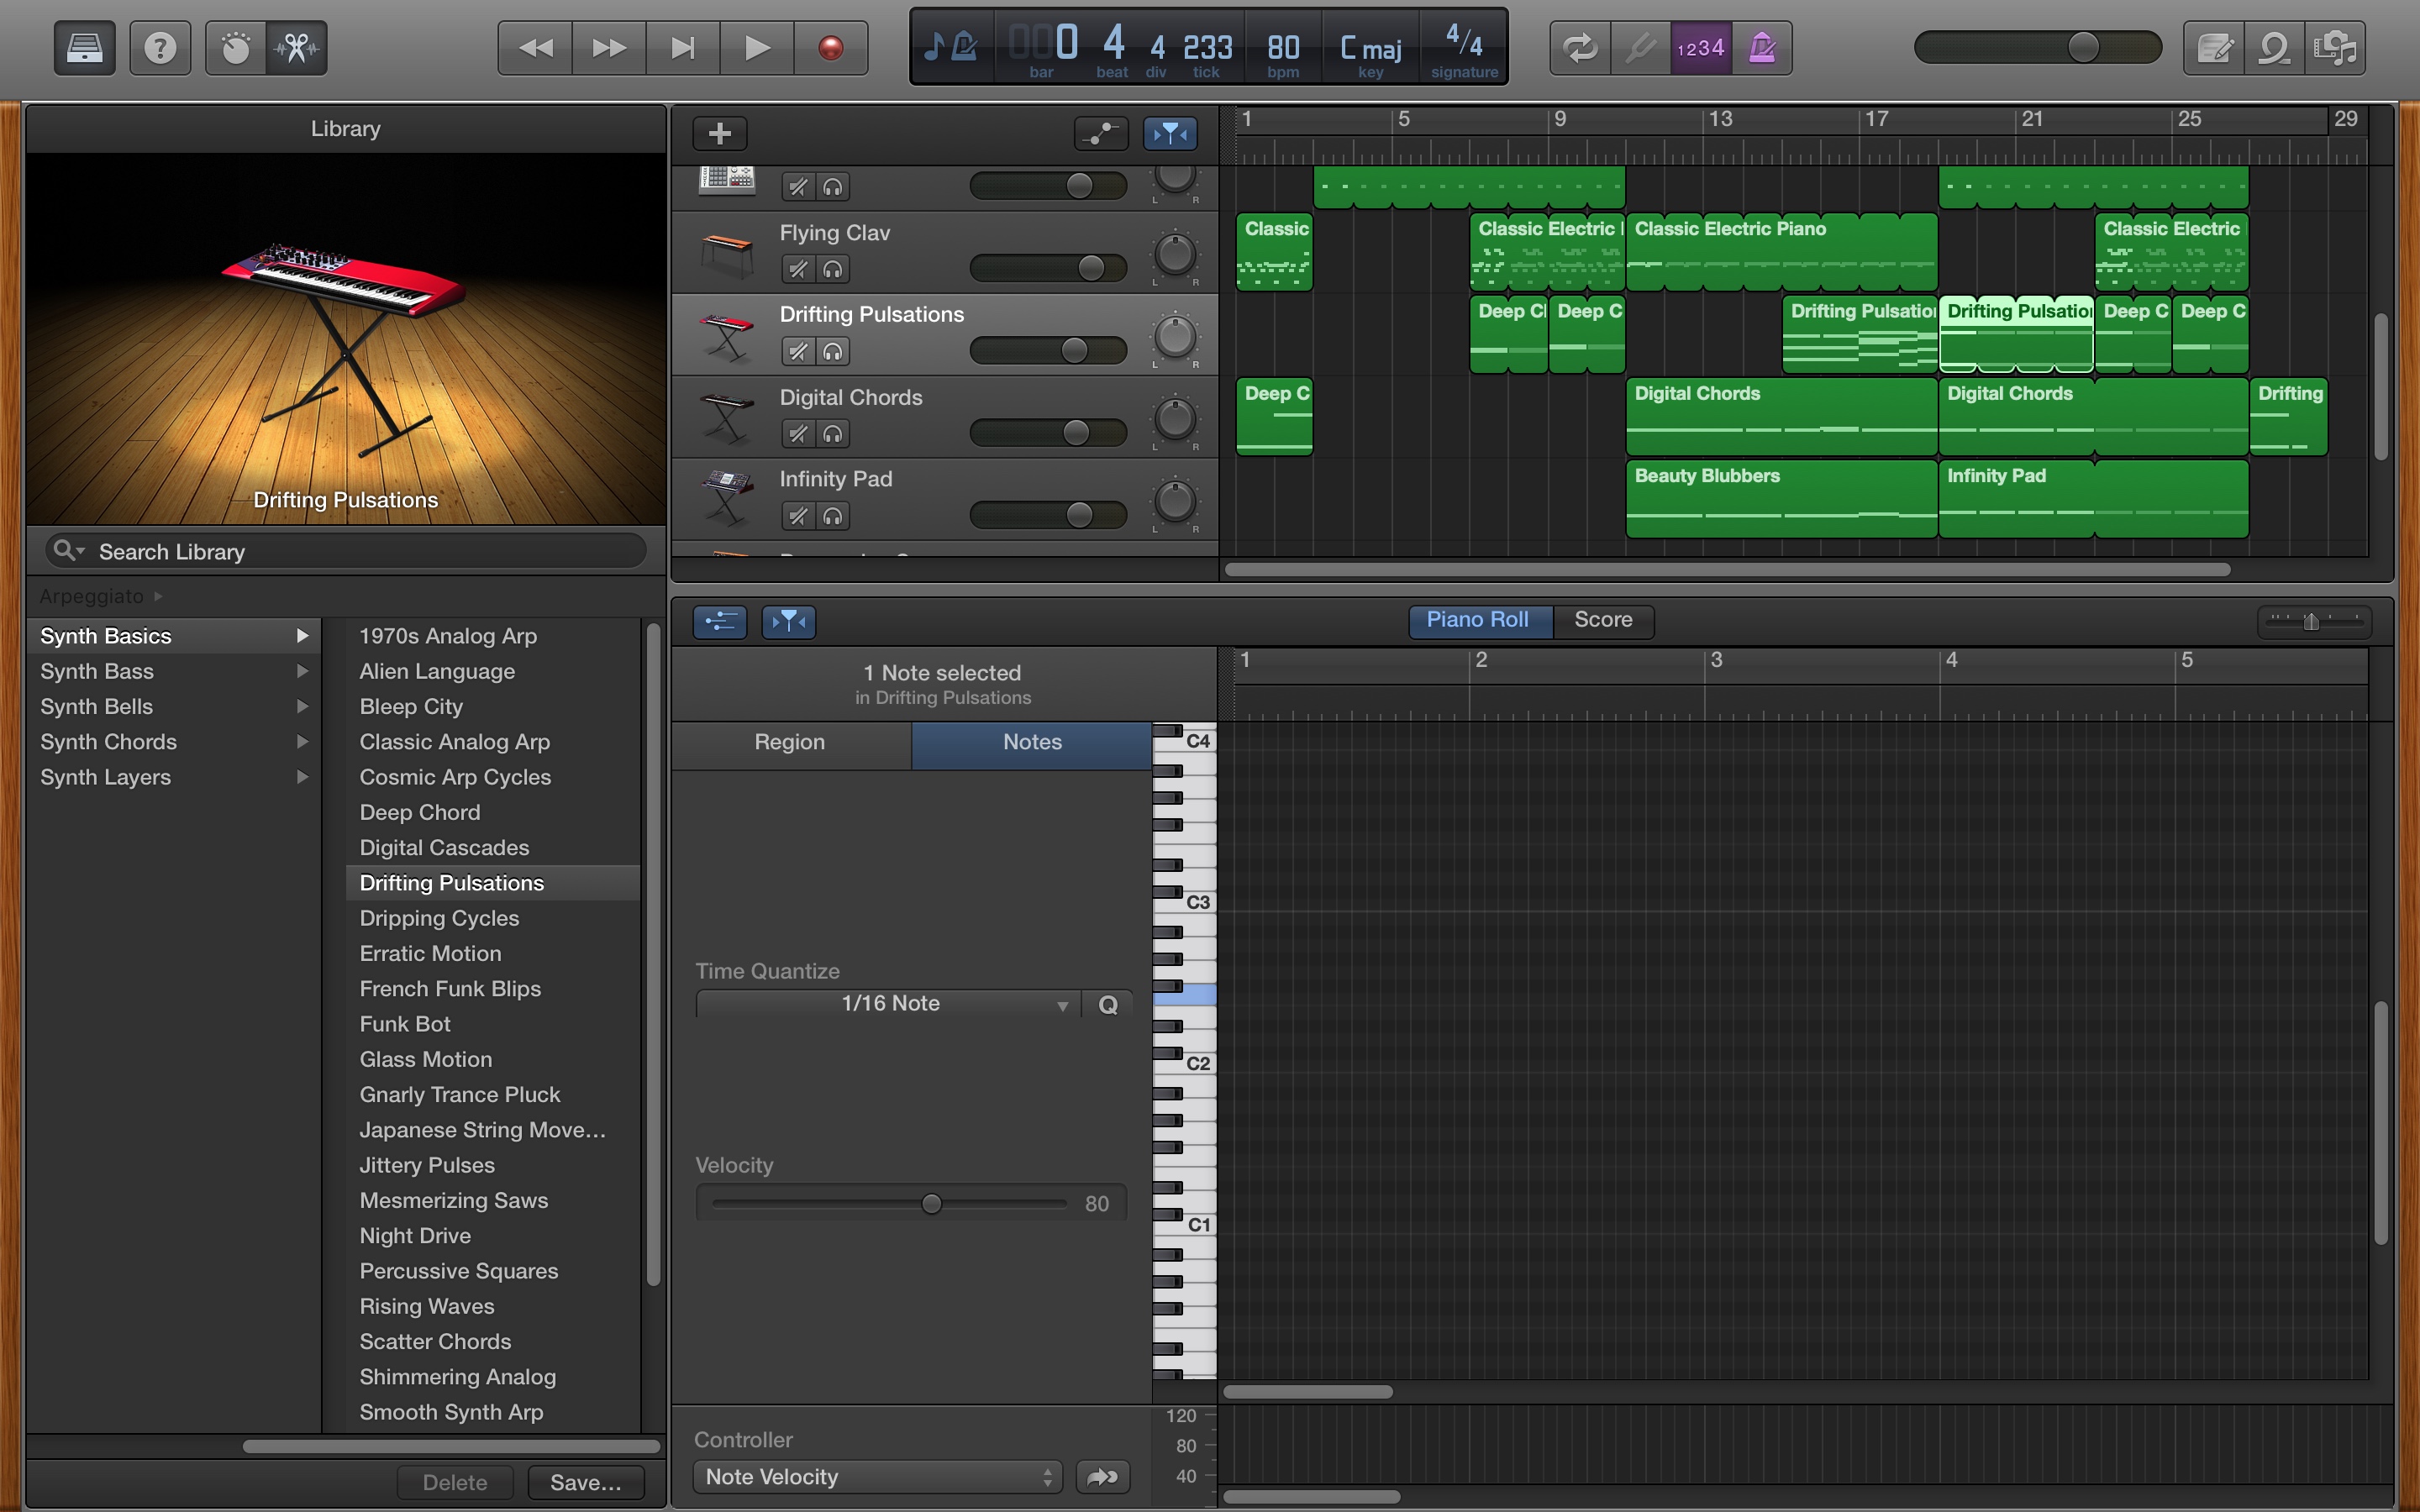 0 4 4 233 80 C maj 4/4
bar beat div tick bpm key signature
1234
Library
Drifting Pulsations
Search Library
Arpeggiato
Synth Basics
Synth Bass
Synth Bells
Synth Chords
Synth Layers
1970s Analog Arp
Alien Language
Bleep City
Classic Analog Arp
Cosmic Arp Cycles
Deep Chord
Digital Cascades
Drifting Pulsations
Dripping Cycles
Erratic Motion
French Funk Blips
Funk Bot
Glass Motion
Gnarly Trance Pluck
Japanese String Move...
Jittery Pulses
Mesmerizing Saws
Night Drive
Percussive Squares
Rising Waves
Scatter Chords
Shimmering Analog
Smooth Synth Arp
Delete Save...
1 5 9 13 17 21 25 29
L R
Flying Clav
L R
Classic Classic Electric Classic Electric Piano Classic Electric
Drifting Pulsations
L R
Deep C Deep C Drifting Pulsatio Drifting Pulsatio Deep C Deep C
Digital Chords
L R
Deep C Digital Chords Digital Chords Drifting
Infinity Pad
L R
Beauty Blubbers Infinity Pad
Piano Roll Score
1 Note selected
in Drifting Pulsations
1 2 3 4 5
Region Notes
C4
C3
C2
C1
Time Quantize
1/16 Note Q
Velocity
80
Controller
Note Velocity
120
80
40